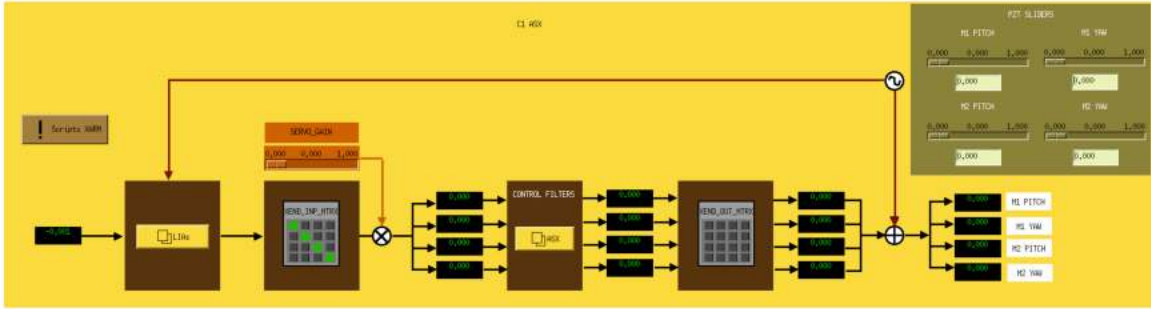 C1 ASX
PZT SLIDERS
M1 PITCH M1 YAW
0,000 0,000 1,000 0,000 0,000 1,000
0,000 0,000
M2 PITCH M2 YAW
0,000 0,000 1,000 0,000 0,000 1,000
0,000 0,000
! Scripts XARM
SERVO_GAIN
0,000 0,000 1,000
CONTROL FILTERS
XEND_INP_MTRX
XEND_OUT_MTRX
LIAs
ASX
0,000 0,000 0,000 0,000 M1 PITCH
0,000 0,000 0,000 0,000 M1 YAW
0,000 0,000 0,000 0,000 M2 PITCH
0,000 0,000 0,000 0,000 M2 YAW